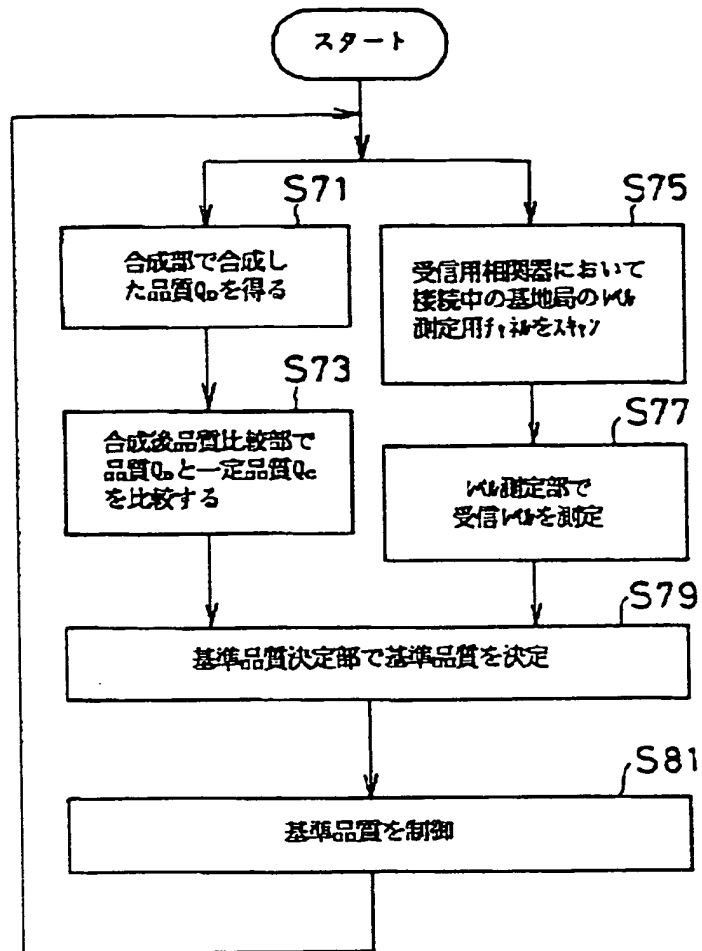 スタート
S71
合成部で合成し
た品質QDを得る
S75
受信用相関器において
接続中の基地局のレベル
測定用チャネルをスキャン
S73
合成後品質比較部で
品質QDと一定品質QC
を比較する
S77
レベル測定部で
受信レベルを測定
S79
基準品質決定部で基準品質を決定
S81
基準品質を制御